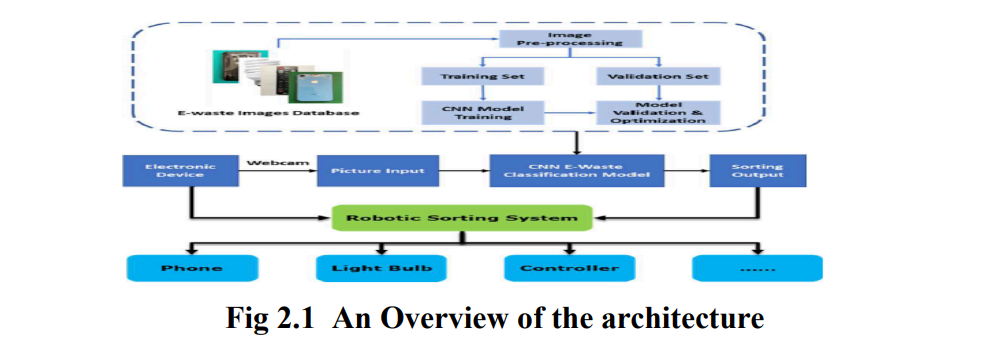 Image
Pre-processing
Training Set
Validation Set
CNN Model
Training
Model
Validation &
Optimization
E-waste Images Database
Electronic
Device
Webcam
Picture Input
CNN E-Waste
Classification Model
Sorting
Output
Robotic Sorting System
Phone
Light Bulb
Controller
......
Fig 2.1 An Overview of the architecture